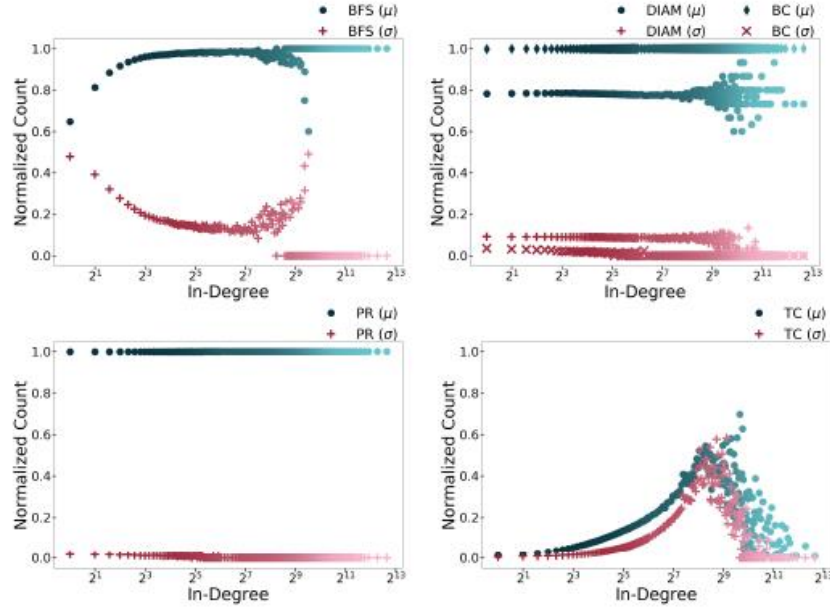 BFS (μ)
BFS (σ)
Normalized Count
1.0
0.8
0.6
0.4
0.2
0.0
2^1 2^3 2^5 2^7 2^9 2^11 2^13
In-Degree
DIAM (μ) BC (μ)
DIAM (σ) BC (σ)
Normalized Count
1.0
0.8
0.6
0.4
0.2
0.0
2^1 2^3 2^5 2^7 2^9 2^11 2^13
In-Degree
PR (μ)
PR (σ)
Normalized Count
1.0
0.8
0.6
0.4
0.2
0.0
2^1 2^3 2^5 2^7 2^9 2^11 2^13
In-Degree
TC (μ)
TC (σ)
Normalized Count
1.0
0.8
0.6
0.4
0.2
0.0
2^1 2^3 2^5 2^7 2^9 2^11 2^13
In-Degree